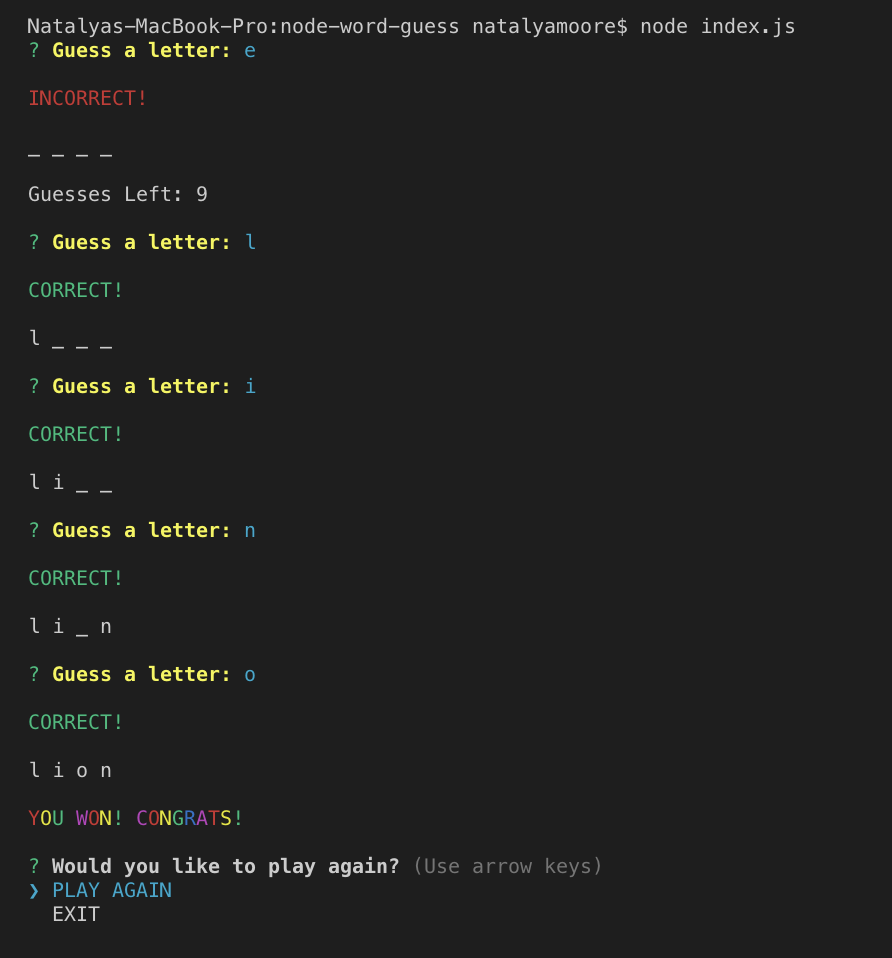 Natalyas-MacBook-Pro:node-word-guess natalyamoore$ node index.js
? Guess a letter: e
INCORRECT!
_ _ _ _
Guesses Left: 9
? Guess a letter: l
CORRECT!
l _ _ _
? Guess a letter: i
CORRECT!
l i _ _
? Guess a letter: n
CORRECT!
l i _ n
? Guess a letter: o
CORRECT!
l i o n
YOU WON! CONGRATS!
? Would you like to play again? (Use arrow keys)
❯ PLAY AGAIN
EXIT